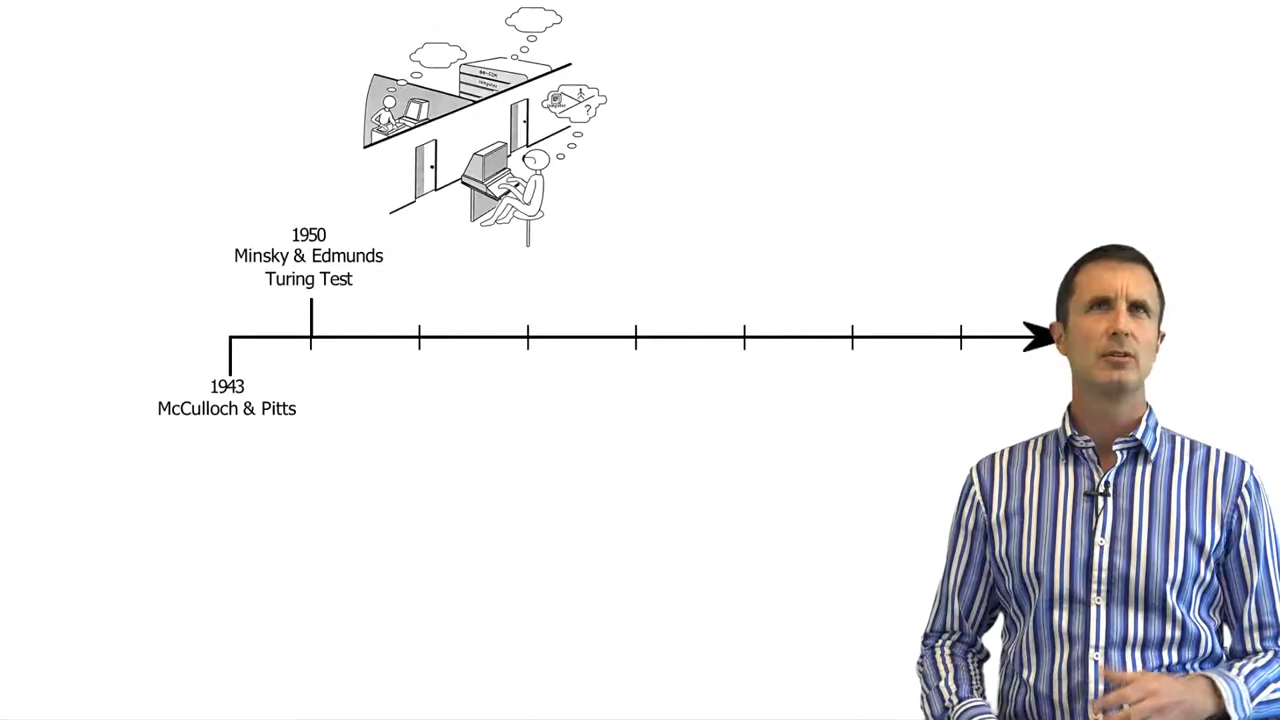 1950
Minsky & Edmunds
Turing Test
?
1943
McCulloch & Pitts